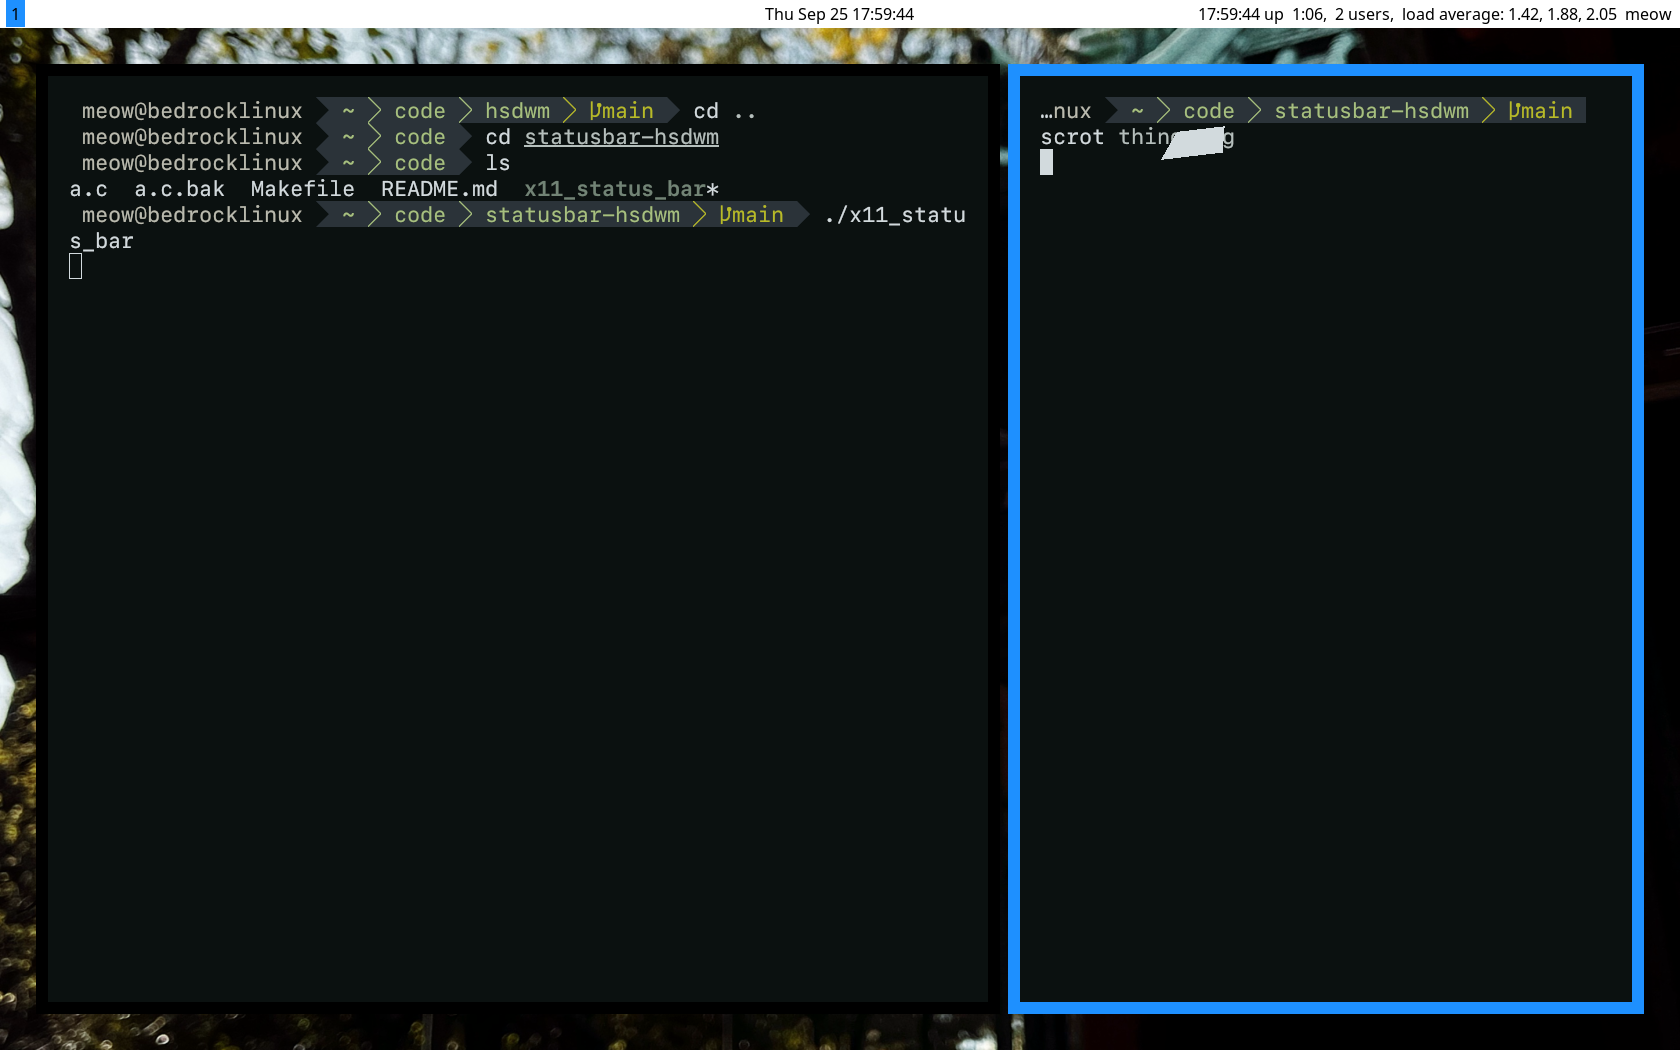 1
Thu Sep 25 17:59:44
17:59:44 up 1:06, 2 users, load average: 1.42, 1.88, 2.05 meow
meow@bedrocklinux ~ code hsdwm main cd ..
meow@bedrocklinux ~ code cd statusbar-hsdwm
meow@bedrocklinux ~ code ls
a.c a.c.bak Makefile README.md x11_status_bar*
meow@bedrocklinux ~ code statusbar-hsdwm main ./x11_statu
s_bar
…nux ~ code statusbar-hsdwm main
scrot